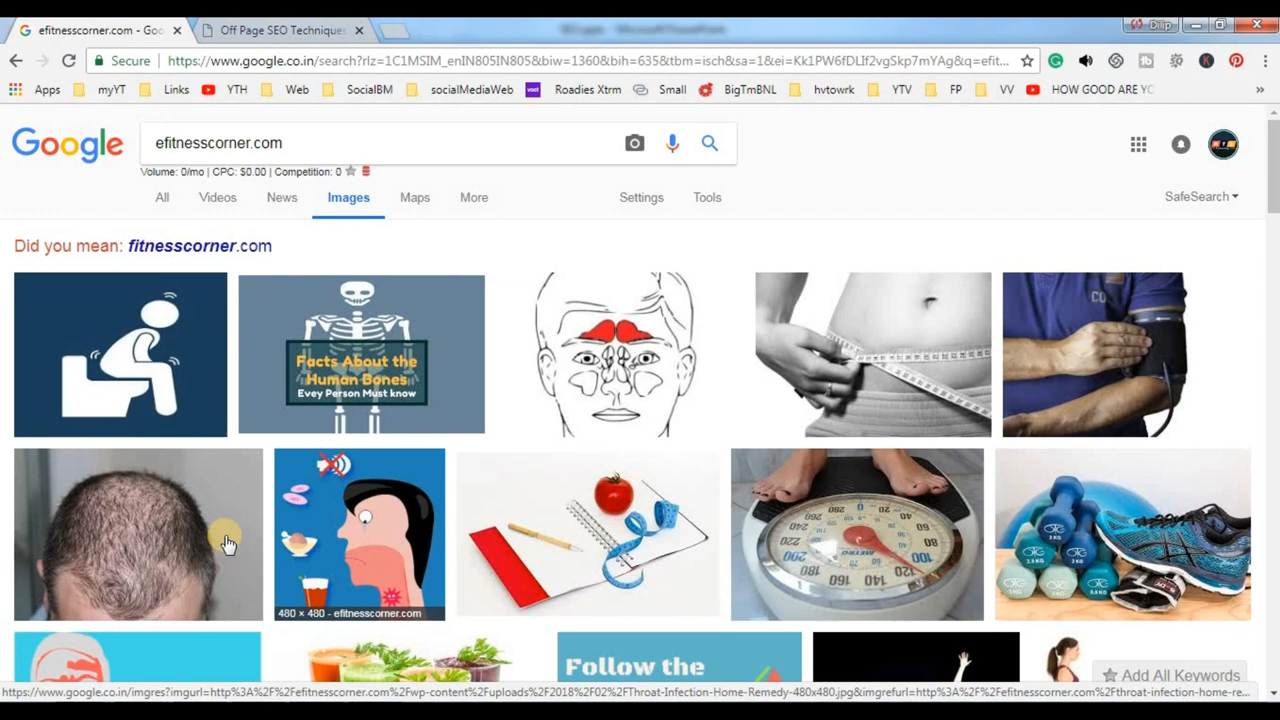 efitnesscorner.com - Goo
Off Page SEO Techniques
Dilip
Secure
https://www.google.co.in/search?rlz=1C1MSIM_enIN805IN805&biw=1360&bih=635&tbm=isch&sa=1&ei=Kk1PW6fDLIf2vgSkp7mYAg&q=efit...
Apps
myYT
Links
YTH
Web
SocialBM
socialMediaWeb
voot
Roadies Xtrm
Small
BigTmBNL
hvtowrk
YTV
FP
VV
HOW GOOD ARE YO
»
Google
efitnesscorner.com
Volume: 0/mo | CPC: $0.00 | Competition: 0
All
Videos
News
Images
Maps
More
Settings
Tools
SafeSearch
Did you mean: fitnesscorner.com
Facts About the
Human Bones
Evey Person Must know
480 × 480 - efitnesscorner.com
Follow the
Add All Keywords
https://www.google.co.in/imgres?imgurl=http%3A%2F%2Fefitnesscorner.com%2Fwp-content%2Fuploads%2F2018%2F02%2FThroat-Infection-Home-Remedy-480x480.jpg&imgrefurl=http%3A%2F%2Fefitnesscorner.com%2Fthroat-infection-home-re...